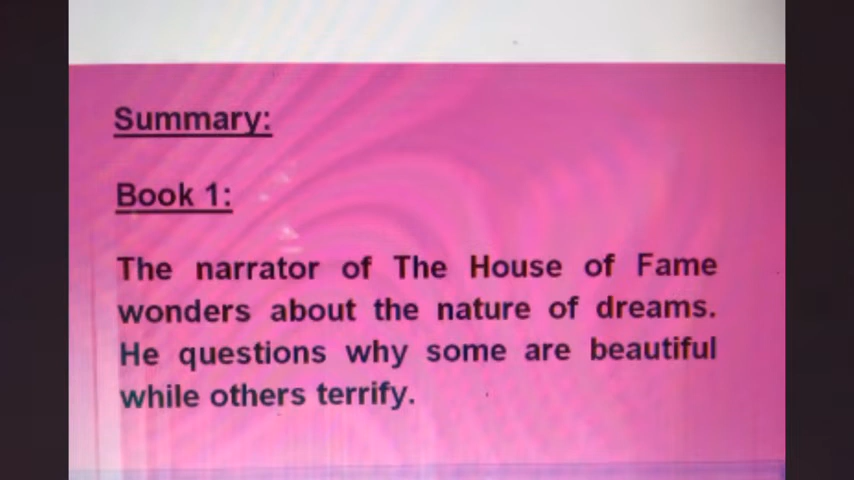 Summary:
Book 1:
The narrator of The House of Fame
wonders about the nature of dreams.
He questions why some are beautiful
while others terrify.